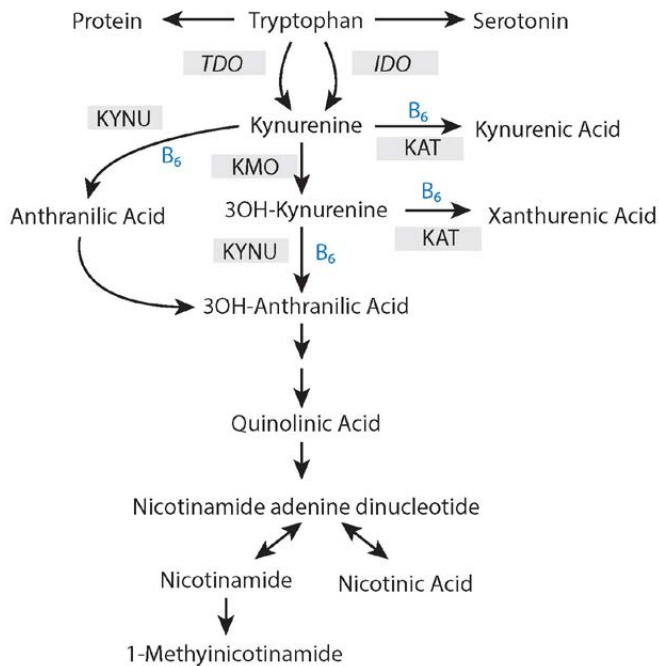 Protein Tryptophan Serotonin
TDO IDO
KYNU Kynurenine B₆ Kynurenic Acid
B₆ KMO KAT
Anthranilic Acid 3OH-Kynurenine B₆ Xanthurenic Acid
KYNU B₆ KAT
3OH-Anthranilic Acid
Quinolinic Acid
Nicotinamide adenine dinucleotide
Nicotinamide Nicotinic Acid
1-Methyinicotinamide